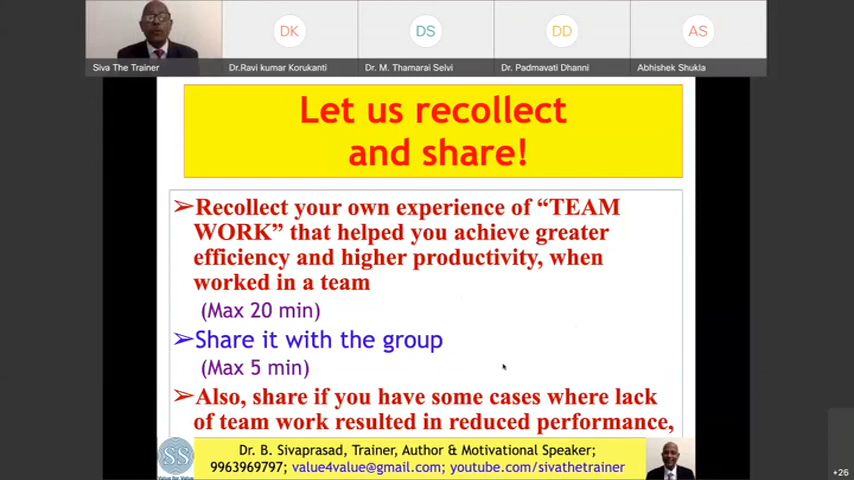 DK
DS
DD
AS
Siva The Trainer
Dr.Ravi kumar Korukanti
Dr. M. Thamarai Selvi
Dr. Padmavati Dhanni
Abhishek Shukla
Let us recollect
and share!
➢Recollect your own experience of “TEAM
WORK” that helped you achieve greater
efficiency and higher productivity, when
worked in a team
(Max 20 min)
➢Share it with the group
(Max 5 min)
➢Also, share if you have some cases where lack
of team work resulted in reduced performance,
SS
Value for Value
Dr. B. Sivaprasad, Trainer, Author & Motivational Speaker;
9963969797; value4value@gmail.com; youtube.com/sivathetrainer
+26